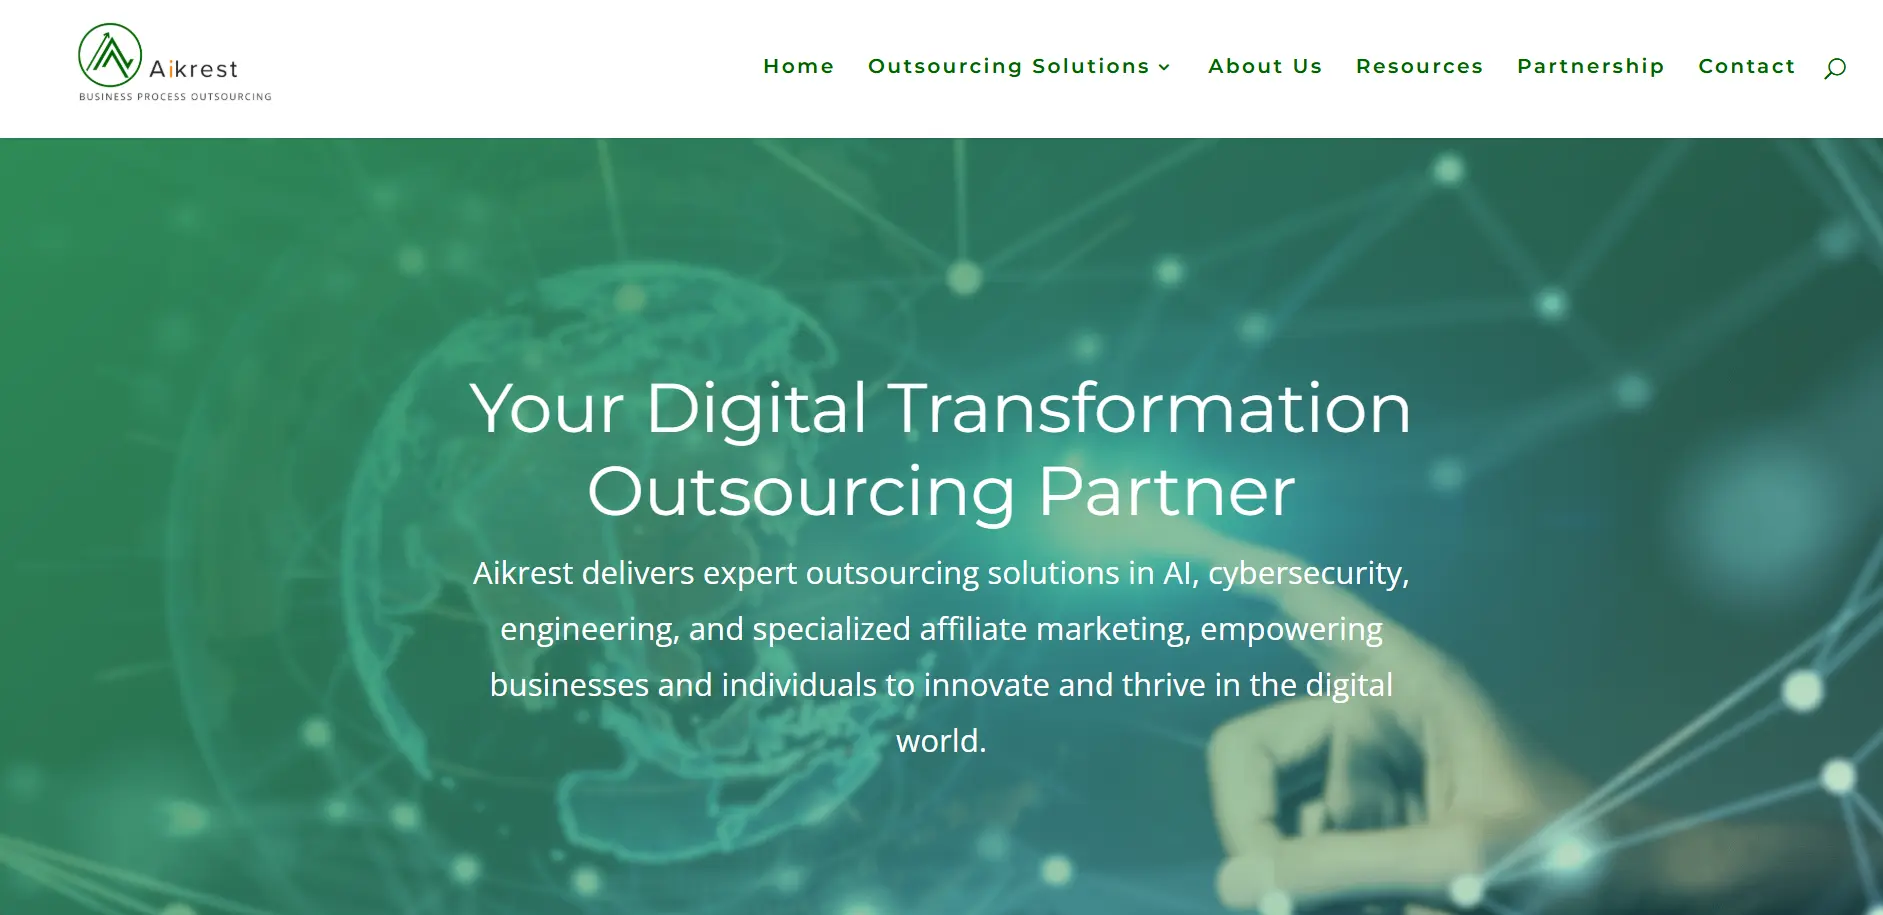 Aikrest
BUSINESS PROCESS OUTSOURCING
Home
Outsourcing Solutions
About Us
Resources
Partnership
Contact
Your Digital Transformation
Outsourcing Partner
Aikrest delivers expert outsourcing solutions in AI, cybersecurity,
engineering, and specialized affiliate marketing, empowering
businesses and individuals to innovate and thrive in the digital
world.